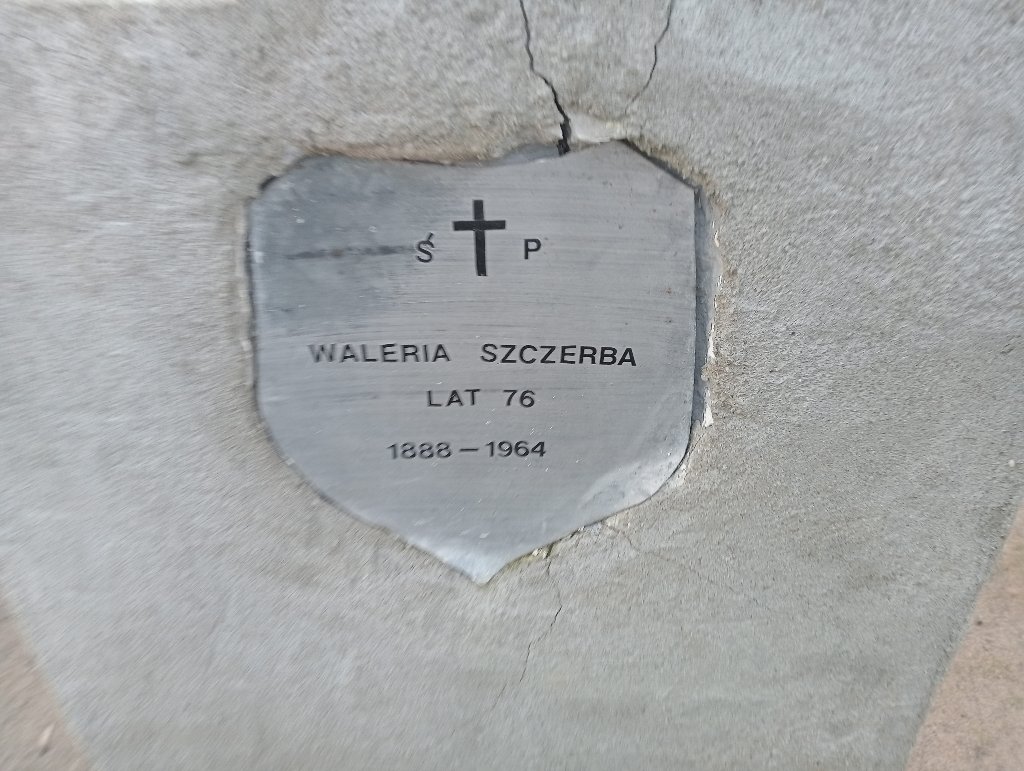 Ś P
WALERIA SZCZERBA
LAT 76
1888 – 1964